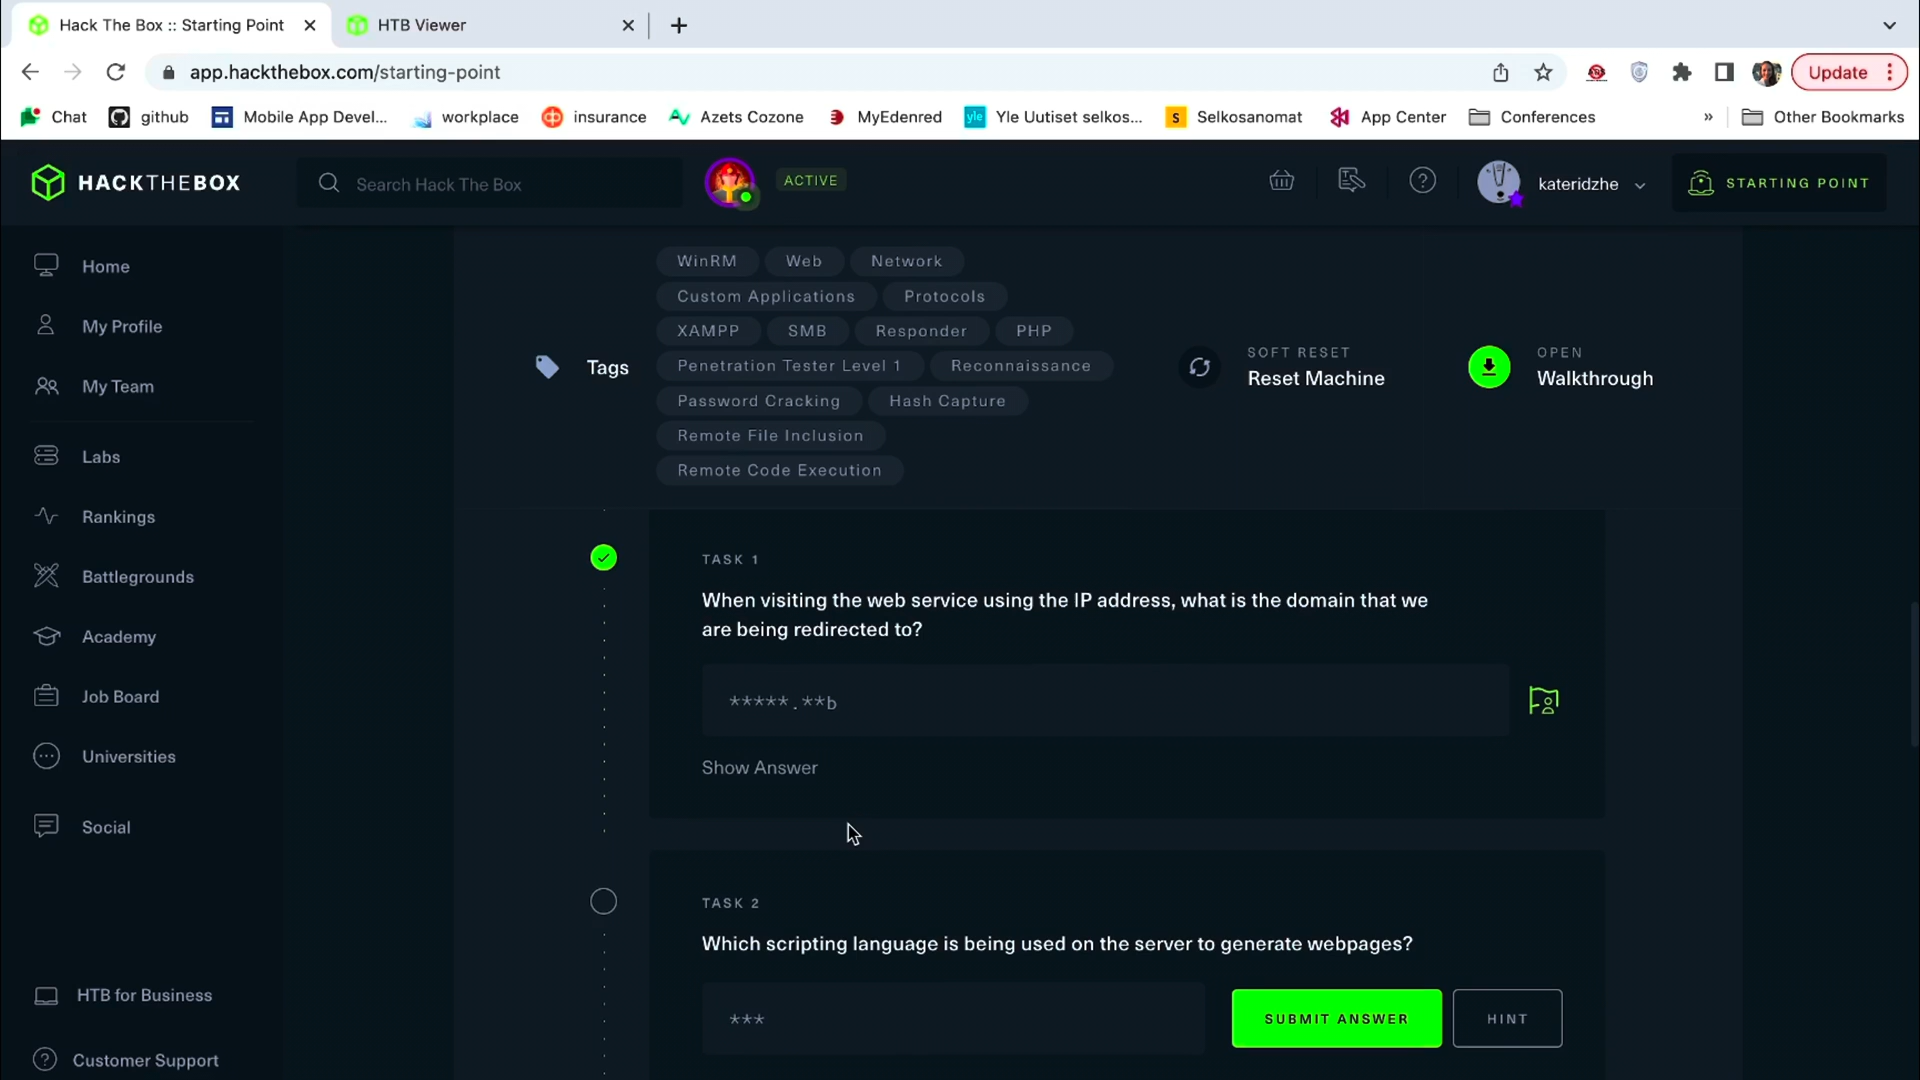 Hack The Box :: Starting Point
HTB Viewer
app.hackthebox.com/starting-point
Update
Chat
github
Mobile App Devel...
workplace
insurance
Azets Cozone
MyEdenred
yle
Yle Uutiset selkos...
S
Selkosanomat
App Center
Conferences
»
Other Bookmarks
HACKTHEBOX
Search Hack The Box
ACTIVE
kateridzhe
STARTING POINT
Home
My Profile
My Team
Labs
Rankings
Battlegrounds
Academy
Job Board
Universities
Social
HTB for Business
Customer Support
Tags
WinRM Web Network
Custom Applications Protocols
XAMPP SMB Responder PHP
Penetration Tester Level 1 Reconnaissance
Password Cracking Hash Capture
Remote File Inclusion
Remote Code Execution
SOFT RESET
Reset Machine
OPEN
Walkthrough
TASK 1
When visiting the web service using the IP address, what is the domain that we
are being redirected to?
*****.**b
Show Answer
TASK 2
Which scripting language is being used on the server to generate webpages?
***
SUBMIT ANSWER
HINT